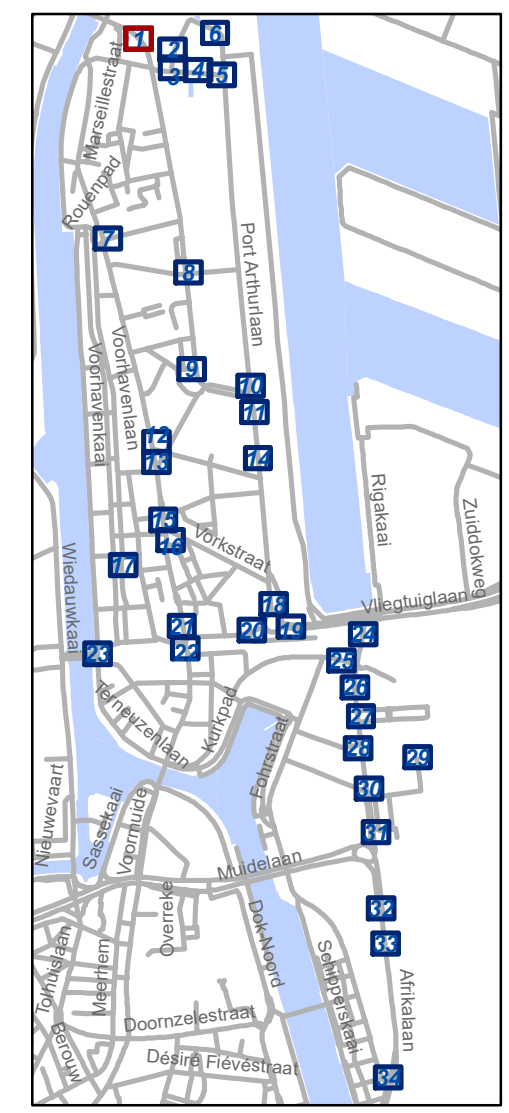 1
2
6
3
4
5
Marseillestraat
Rouenpad
7
8
Port Arthurlaan
Voorhavenlaan
Voorhavenkaai
9
10
11
12
13
14
Rigakaai
Zuiddokweg
15
16
Vorkstraat
17
Wiedauwkaai
18
Vliegtuiglaan
19
20
21
22
23
24
25
26
27
28
29
30
31
Terneuzenlaan
Kurkpad
Fohrstraat
Nieuwevaart
Sassekaai
Voormuide
Muidelaan
32
33
Overreke
Dok-Noord
Tolhuislaan
Meerhem
Schipperskaai
Afrikalaan
Doornzelestraat
Berouw
Désiré Fiévéstraat
34